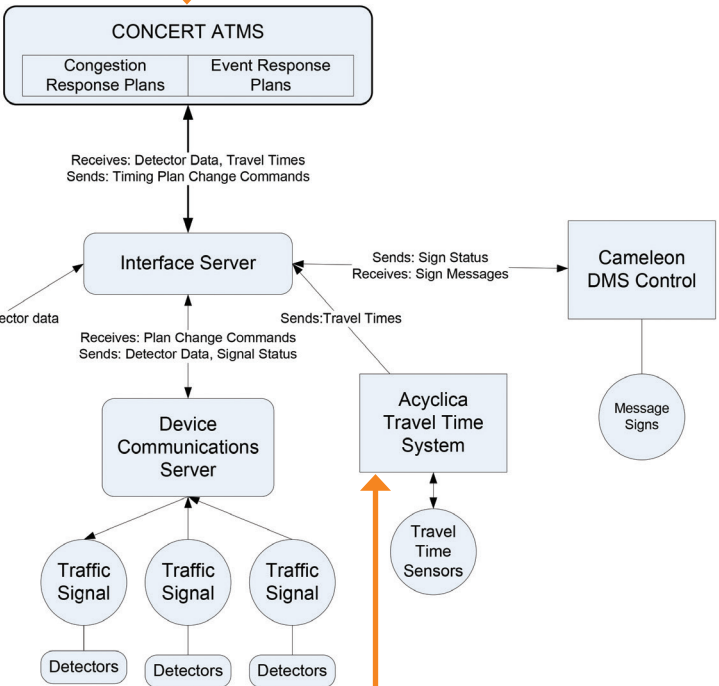 CONCERT ATMS
Congestion
Response Plans
Event Response
Plans
Receives: Detector Data, Travel Times
Sends: Timing Plan Change Commands
Interface Server
Sends: Sign Status
Receives: Sign Messages
Cameleon
DMS Control
ector data
Sends:Travel Times
Receives: Plan Change Commands
Sends: Detector Data, Signal Status
Device
Communications
Server
Acyclica
Travel Time
System
Message
Signs
Travel
Time
Sensors
Traffic
Signal
Traffic
Signal
Traffic
Signal
Detectors
Detectors
Detectors